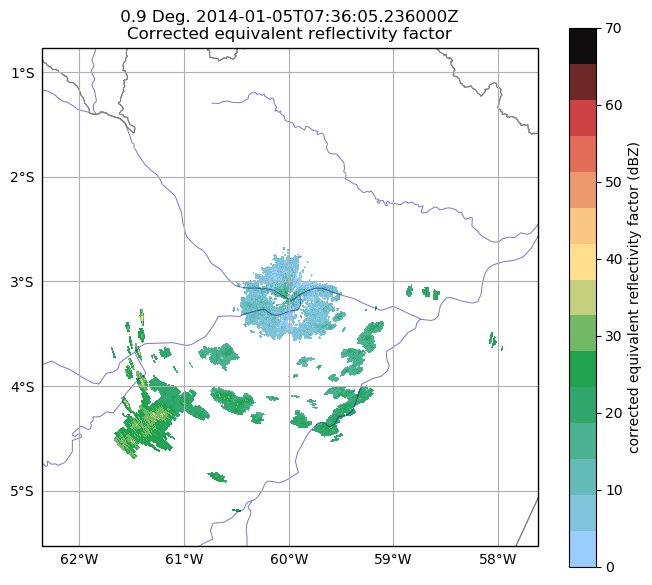 0.9 Deg. 2014-01-05T07:36:05.236000Z
Corrected equivalent reflectivity factor
1°S
2°S
3°S
4°S
5°S
62°W 61°W 60°W 59°W 58°W
70
60
50
40
30
20
10
0
corrected equivalent reflectivity factor (dBZ)